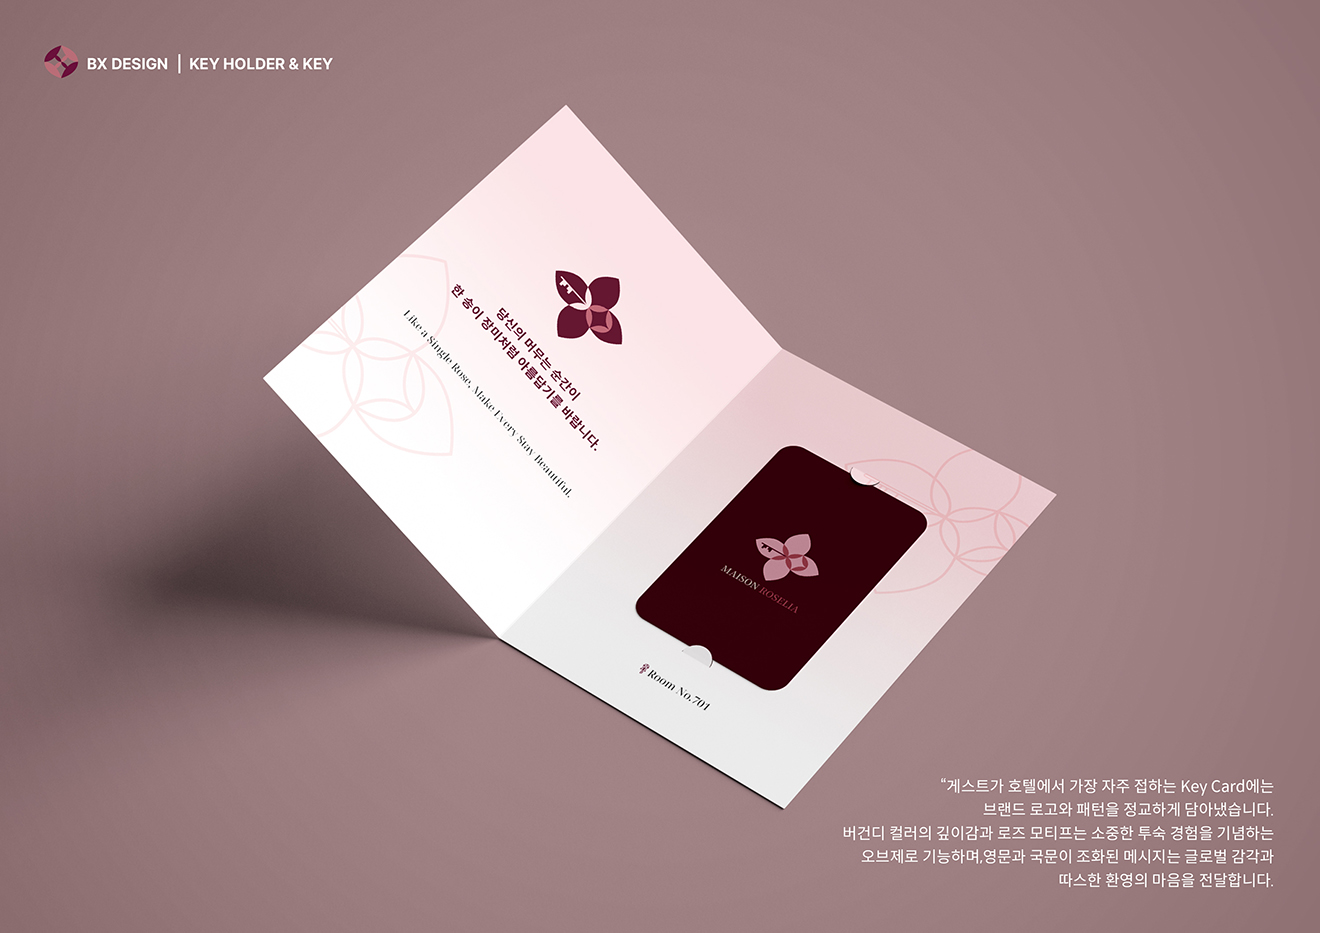 BX DESIGN | KEY HOLDER & KEY
당신의 머무는 순간이
한 송이 장미처럼 아름답기를 바랍니다.
Like a Single Rose, Make Every Stay Beautiful.
MAISON ROSELIA
Room No.701
“게스트가 호텔에서 가장 자주 접하는 Key Card에는
브랜드 로고와 패턴을 정교하게 담아냈습니다.
버건디 컬러의 깊이감과 로즈 모티프는 소중한 투숙 경험을 기념하는
오브제로 기능하며,영문과 국문이 조화된 메시지는 글로벌 감각과
따스한 환영의 마음을 전달합니다.